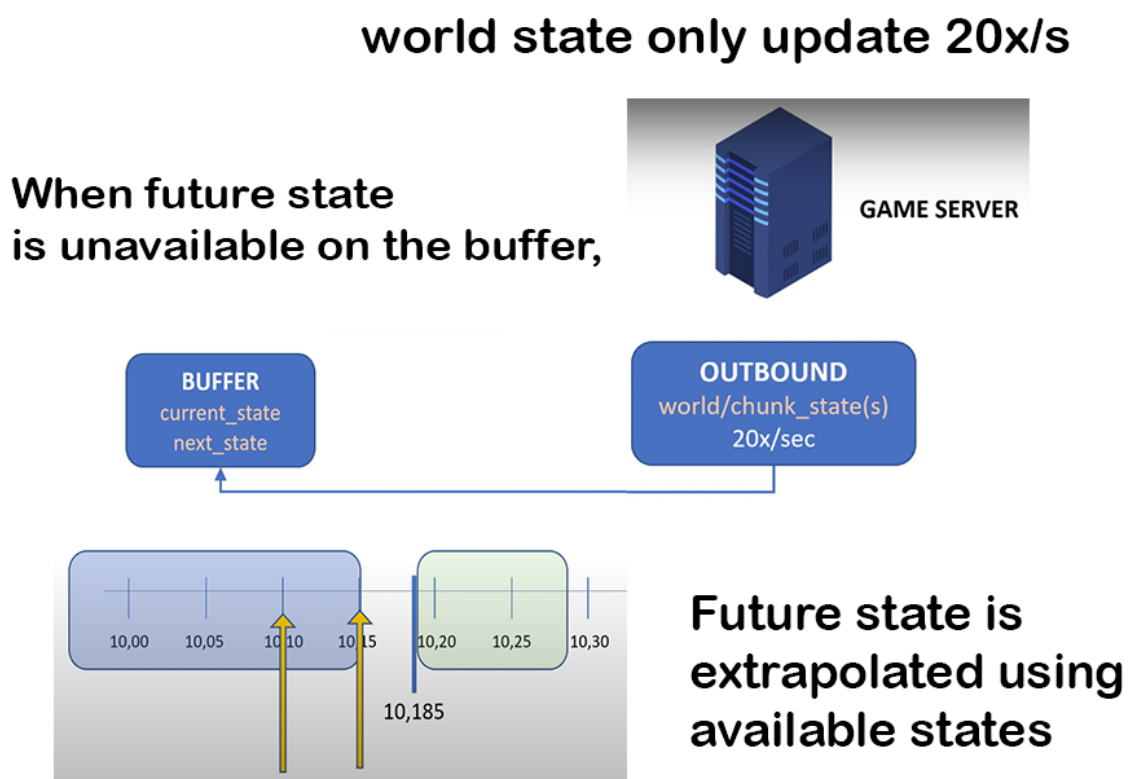 world state only update 20x/s
When future state
is unavailable on the buffer,
GAME SERVER
BUFFER
current_state
next_state
OUTBOUND
world/chunk_state(s)
20x/sec
10,00 10,05 10,10 10,15 10,20 10,25 10,30
10,185
Future state is
extrapolated using
available states